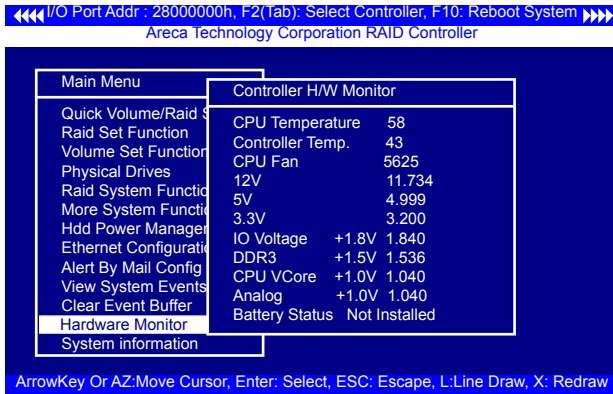 I/O Port Addr : 28000000h, F2(Tab): Select Controller, F10: Reboot System
Areca Technology Corporation RAID Controller
Main Menu
Quick Volume/Raid S
Raid Set Function
Volume Set Function
Physical Drives
Raid System Functio
More System Functi
Hdd Power Manager
Ethernet Configurati
Alert By Mail Config
View System Events
Clear Event Buffer
Hardware Monitor
System information
Controller H/W Monitor
CPU Temperature 58
Controller Temp. 43
CPU Fan 5625
12V 11.734
5V 4.999
3.3V 3.200
IO Voltage +1.8V 1.840
DDR3 +1.5V 1.536
CPU VCore +1.0V 1.040
Analog +1.0V 1.040
Battery Status Not Installed
ArrowKey Or AZ:Move Cursor, Enter: Select, ESC: Escape, L:Line Draw, X: Redraw